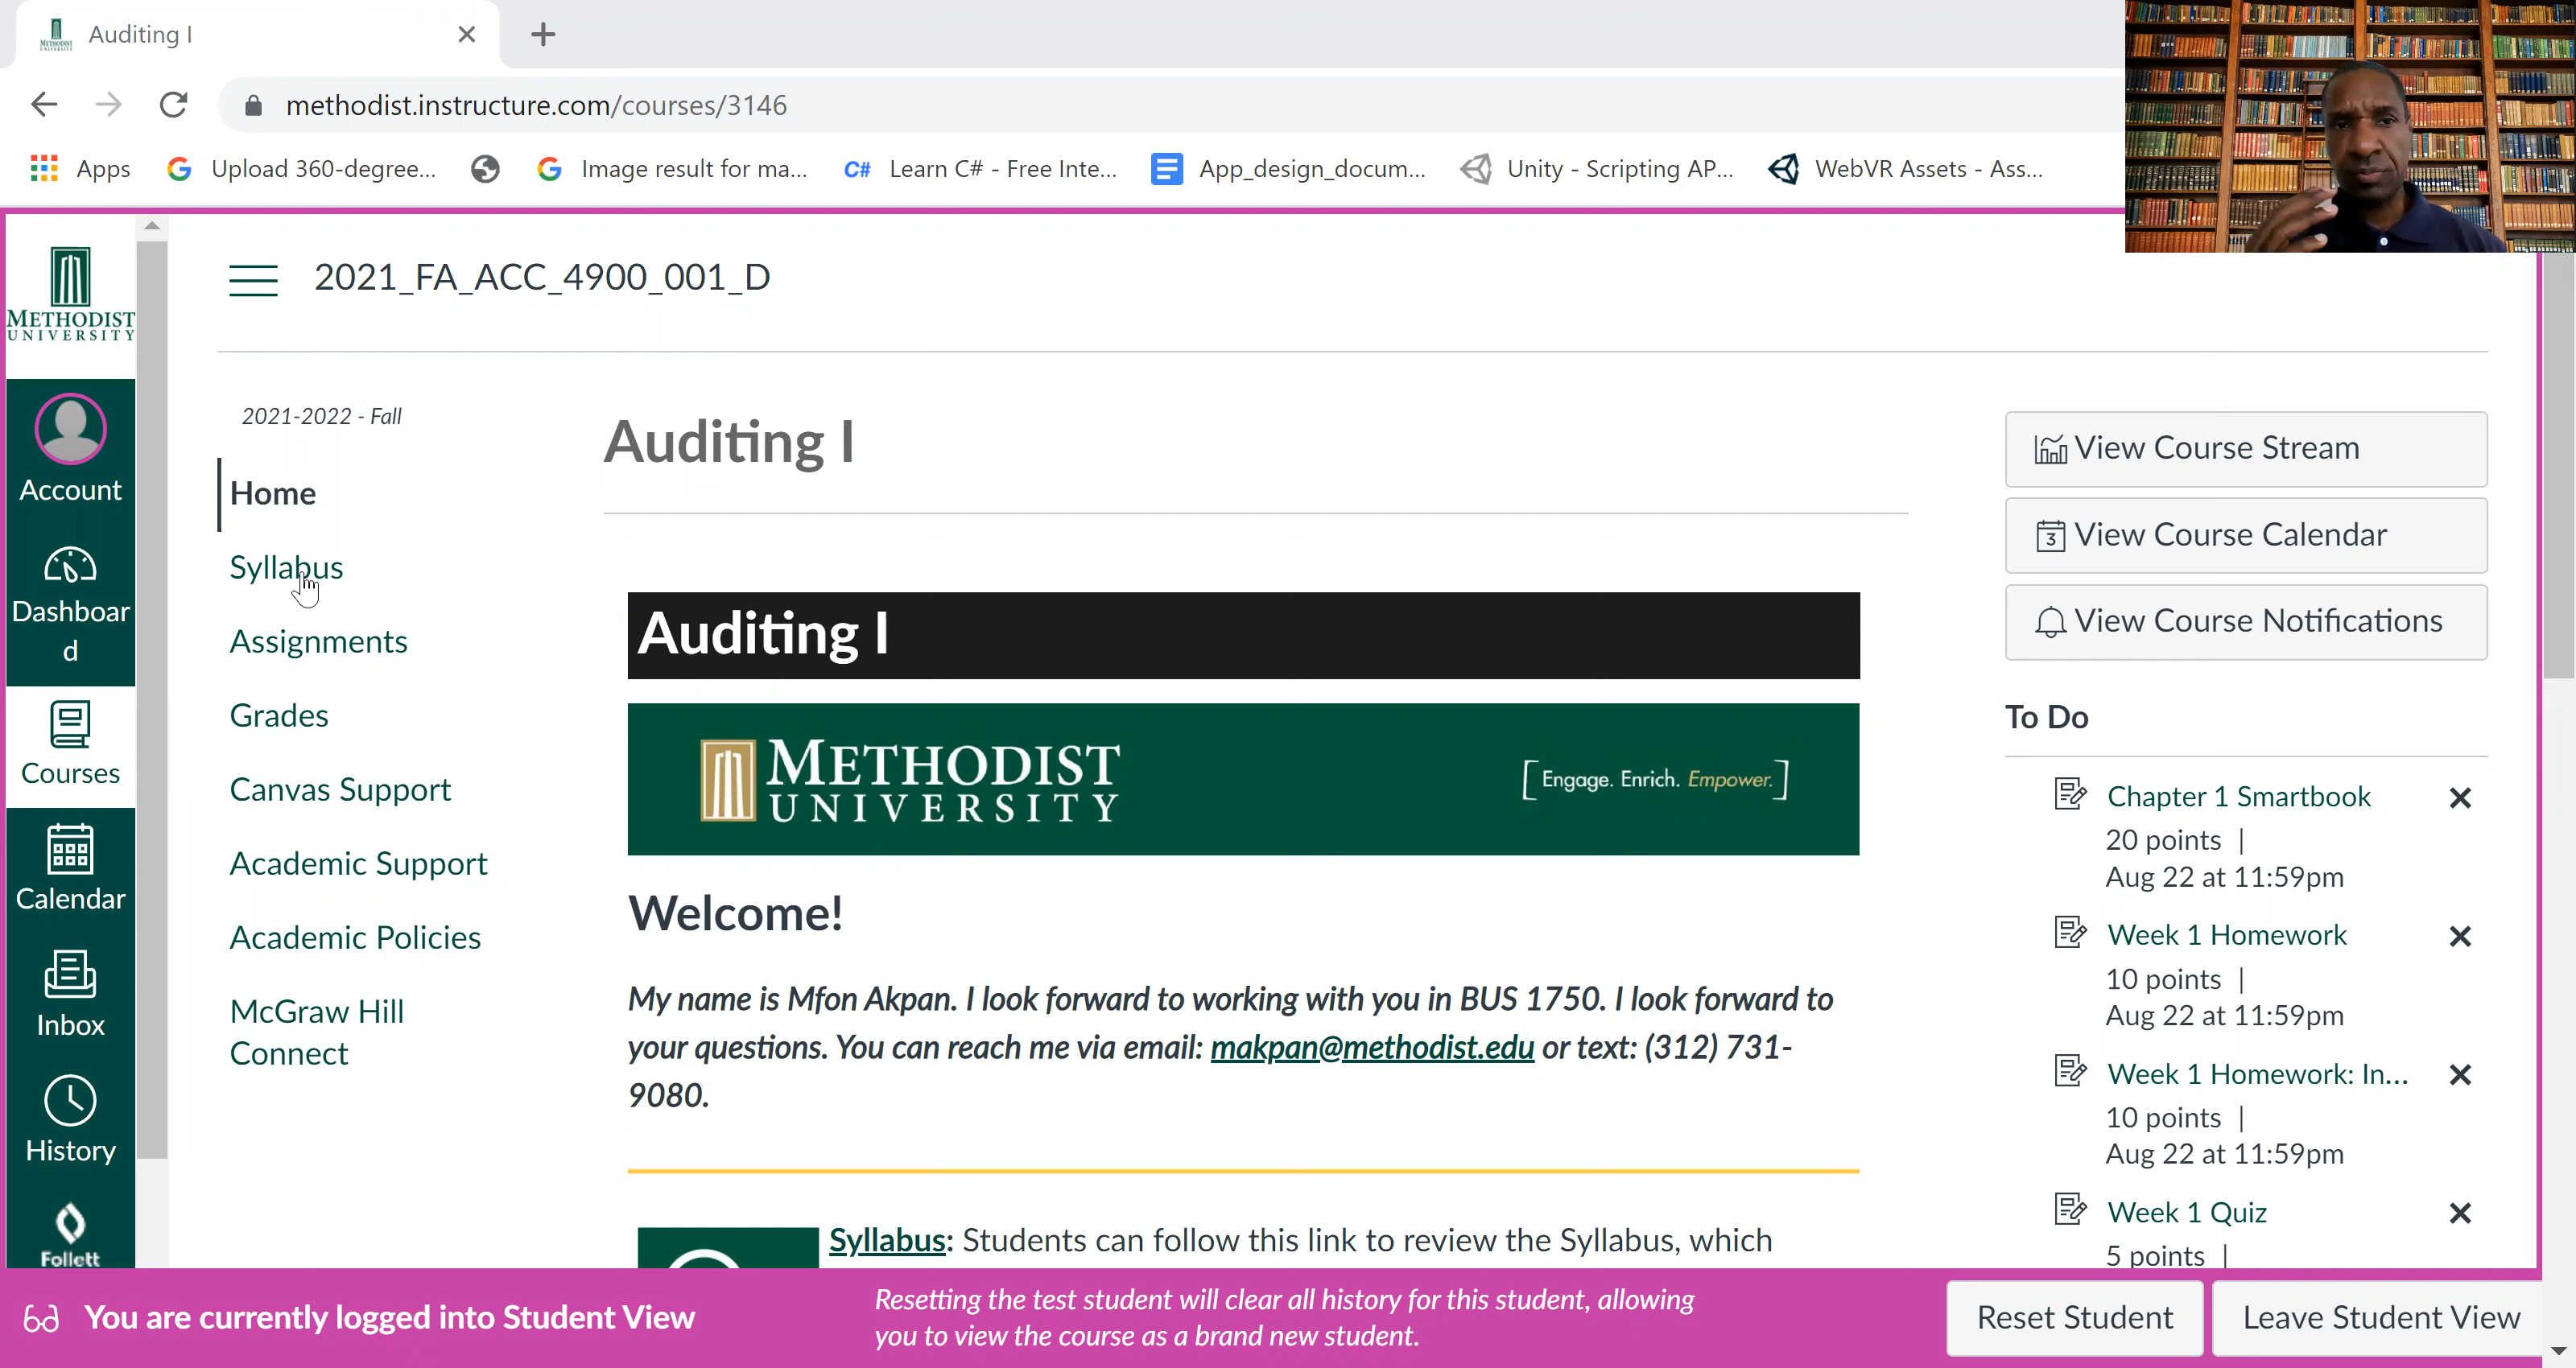 Auditing I
methodist.instructure.com/courses/3146
Apps
Upload 360-degree...
Image result for ma...
C# Learn C# - Free Inte...
App_design_docum...
Unity - Scripting AP...
WebVR Assets - Ass...
METHODIST
UNIVERSITY
Account
Dashboar
d
Courses
Calendar
Inbox
History
Follett
2021_FA_ACC_4900_001_D
2021-2022 - Fall
Home
Syllabus
Assignments
Grades
Canvas Support
Academic Support
Academic Policies
McGraw Hill
Connect
Auditing I
Auditing I
METHODIST
UNIVERSITY
[Engage. Enrich. Empower.]
Welcome!
My name is Mfon Akpan. I look forward to working with you in BUS 1750. I look forward to
your questions. You can reach me via email: makpan@methodist.edu or text: (312) 731-
9080.
Syllabus: Students can follow this link to review the Syllabus, which
View Course Stream
3 View Course Calendar
View Course Notifications
To Do
Chapter 1 Smartbook
20 points |
Aug 22 at 11:59pm
Week 1 Homework
10 points |
Aug 22 at 11:59pm
Week 1 Homework: In...
10 points |
Aug 22 at 11:59pm
Week 1 Quiz
5 points |
You are currently logged into Student View
Resetting the test student will clear all history for this student, allowing
you to view the course as a brand new student.
Reset Student
Leave Student View